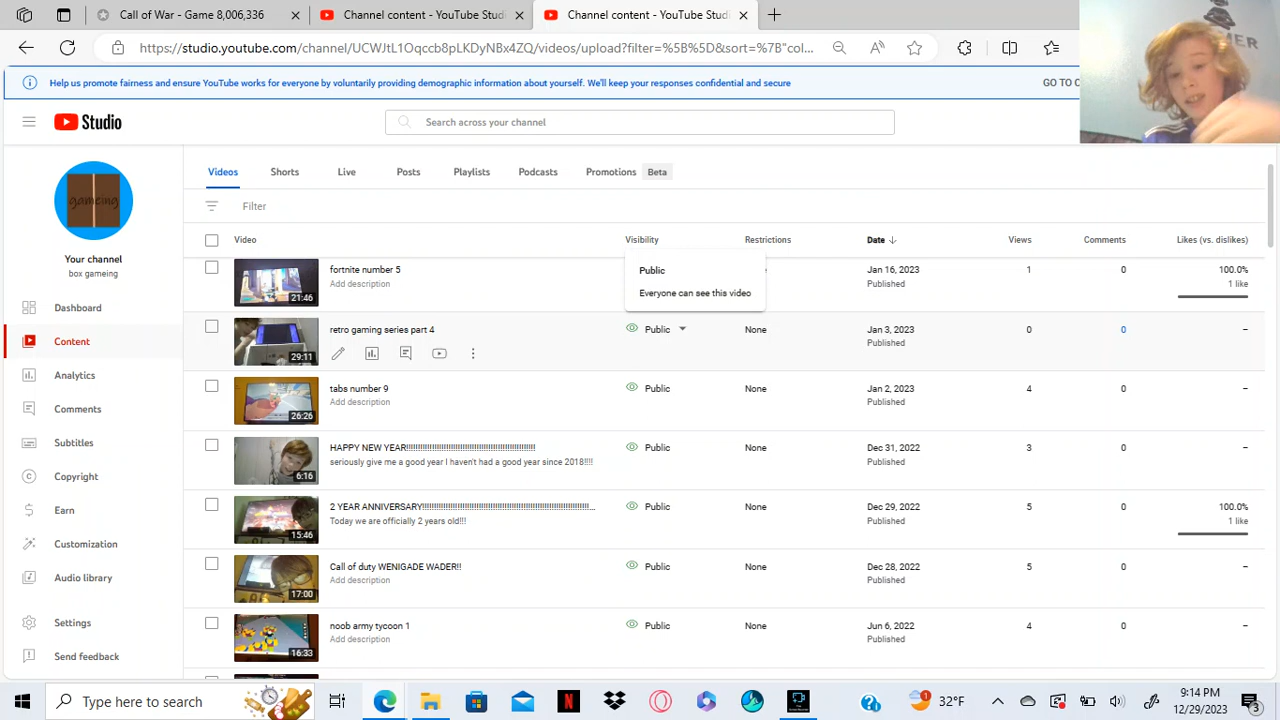 Call of War
Channel content - YouTube Studi
Channel content - YouTube Studi
https://studio.youtube.com/channel/UCWJtL1Oqccb8pLKDyNBx4ZQ/videos/upload?filter=%5B%5D&sort=%7B"col...
Help us promote fairness and ensure YouTube works for everyone by voluntarily providing demographic information about yourself. We'll keep your responses confidential and secure
GO TO
Studio
Search across your channel
gameing
Your channel
box gameing
Dashboard
Content
Analytics
Comments
Subtitles
Copyright
Earn
Customization
Audio library
Settings
Send feedback
Videos Shorts Live Posts Playlists Podcasts Promotions Beta
Filter
Video Visibility Restrictions Date Views Comments Likes (vs. dislikes)
fortnite number 5 Jan 16, 2023 1 0 100.0%
Add description Published 1 like
21:46
Public
Everyone can see this video
retro gaming series part 4 Public None Jan 3, 2023 0 0 –
Published
29:11
tabs number 9 Public None Jan 2, 2023 4 0 –
Add description Published
26:26
HAPPY NEW YEAR!!!!!!!!!!!!!!!!!!!!!!!!!!!!!!!!!!!!!!!!!!!!!!! Public None Dec 31, 2022 3 0 –
seriously give me a good year I haven't had a good year since 2018!!!! Published
6:16
2 YEAR ANNIVERSARY!!!!!!!!!!!!!!!!!!!!!!!!!!!!!!!!!!!!!!!!!!!!!!!!!!!!!!!!!... Public None Dec 29, 2022 5 0 100.0%
Today we are officially 2 years old!!! Published 1 like
15:46
Call of duty WENIGADE WADER!! Public None Dec 28, 2022 5 0 –
Add description Published
17:00
noob army tycoon 1 Public None Jun 6, 2022 4 0 –
Add description Published
16:33
Type here to search
1
32°F
9:14 PM
12/29/2023
3